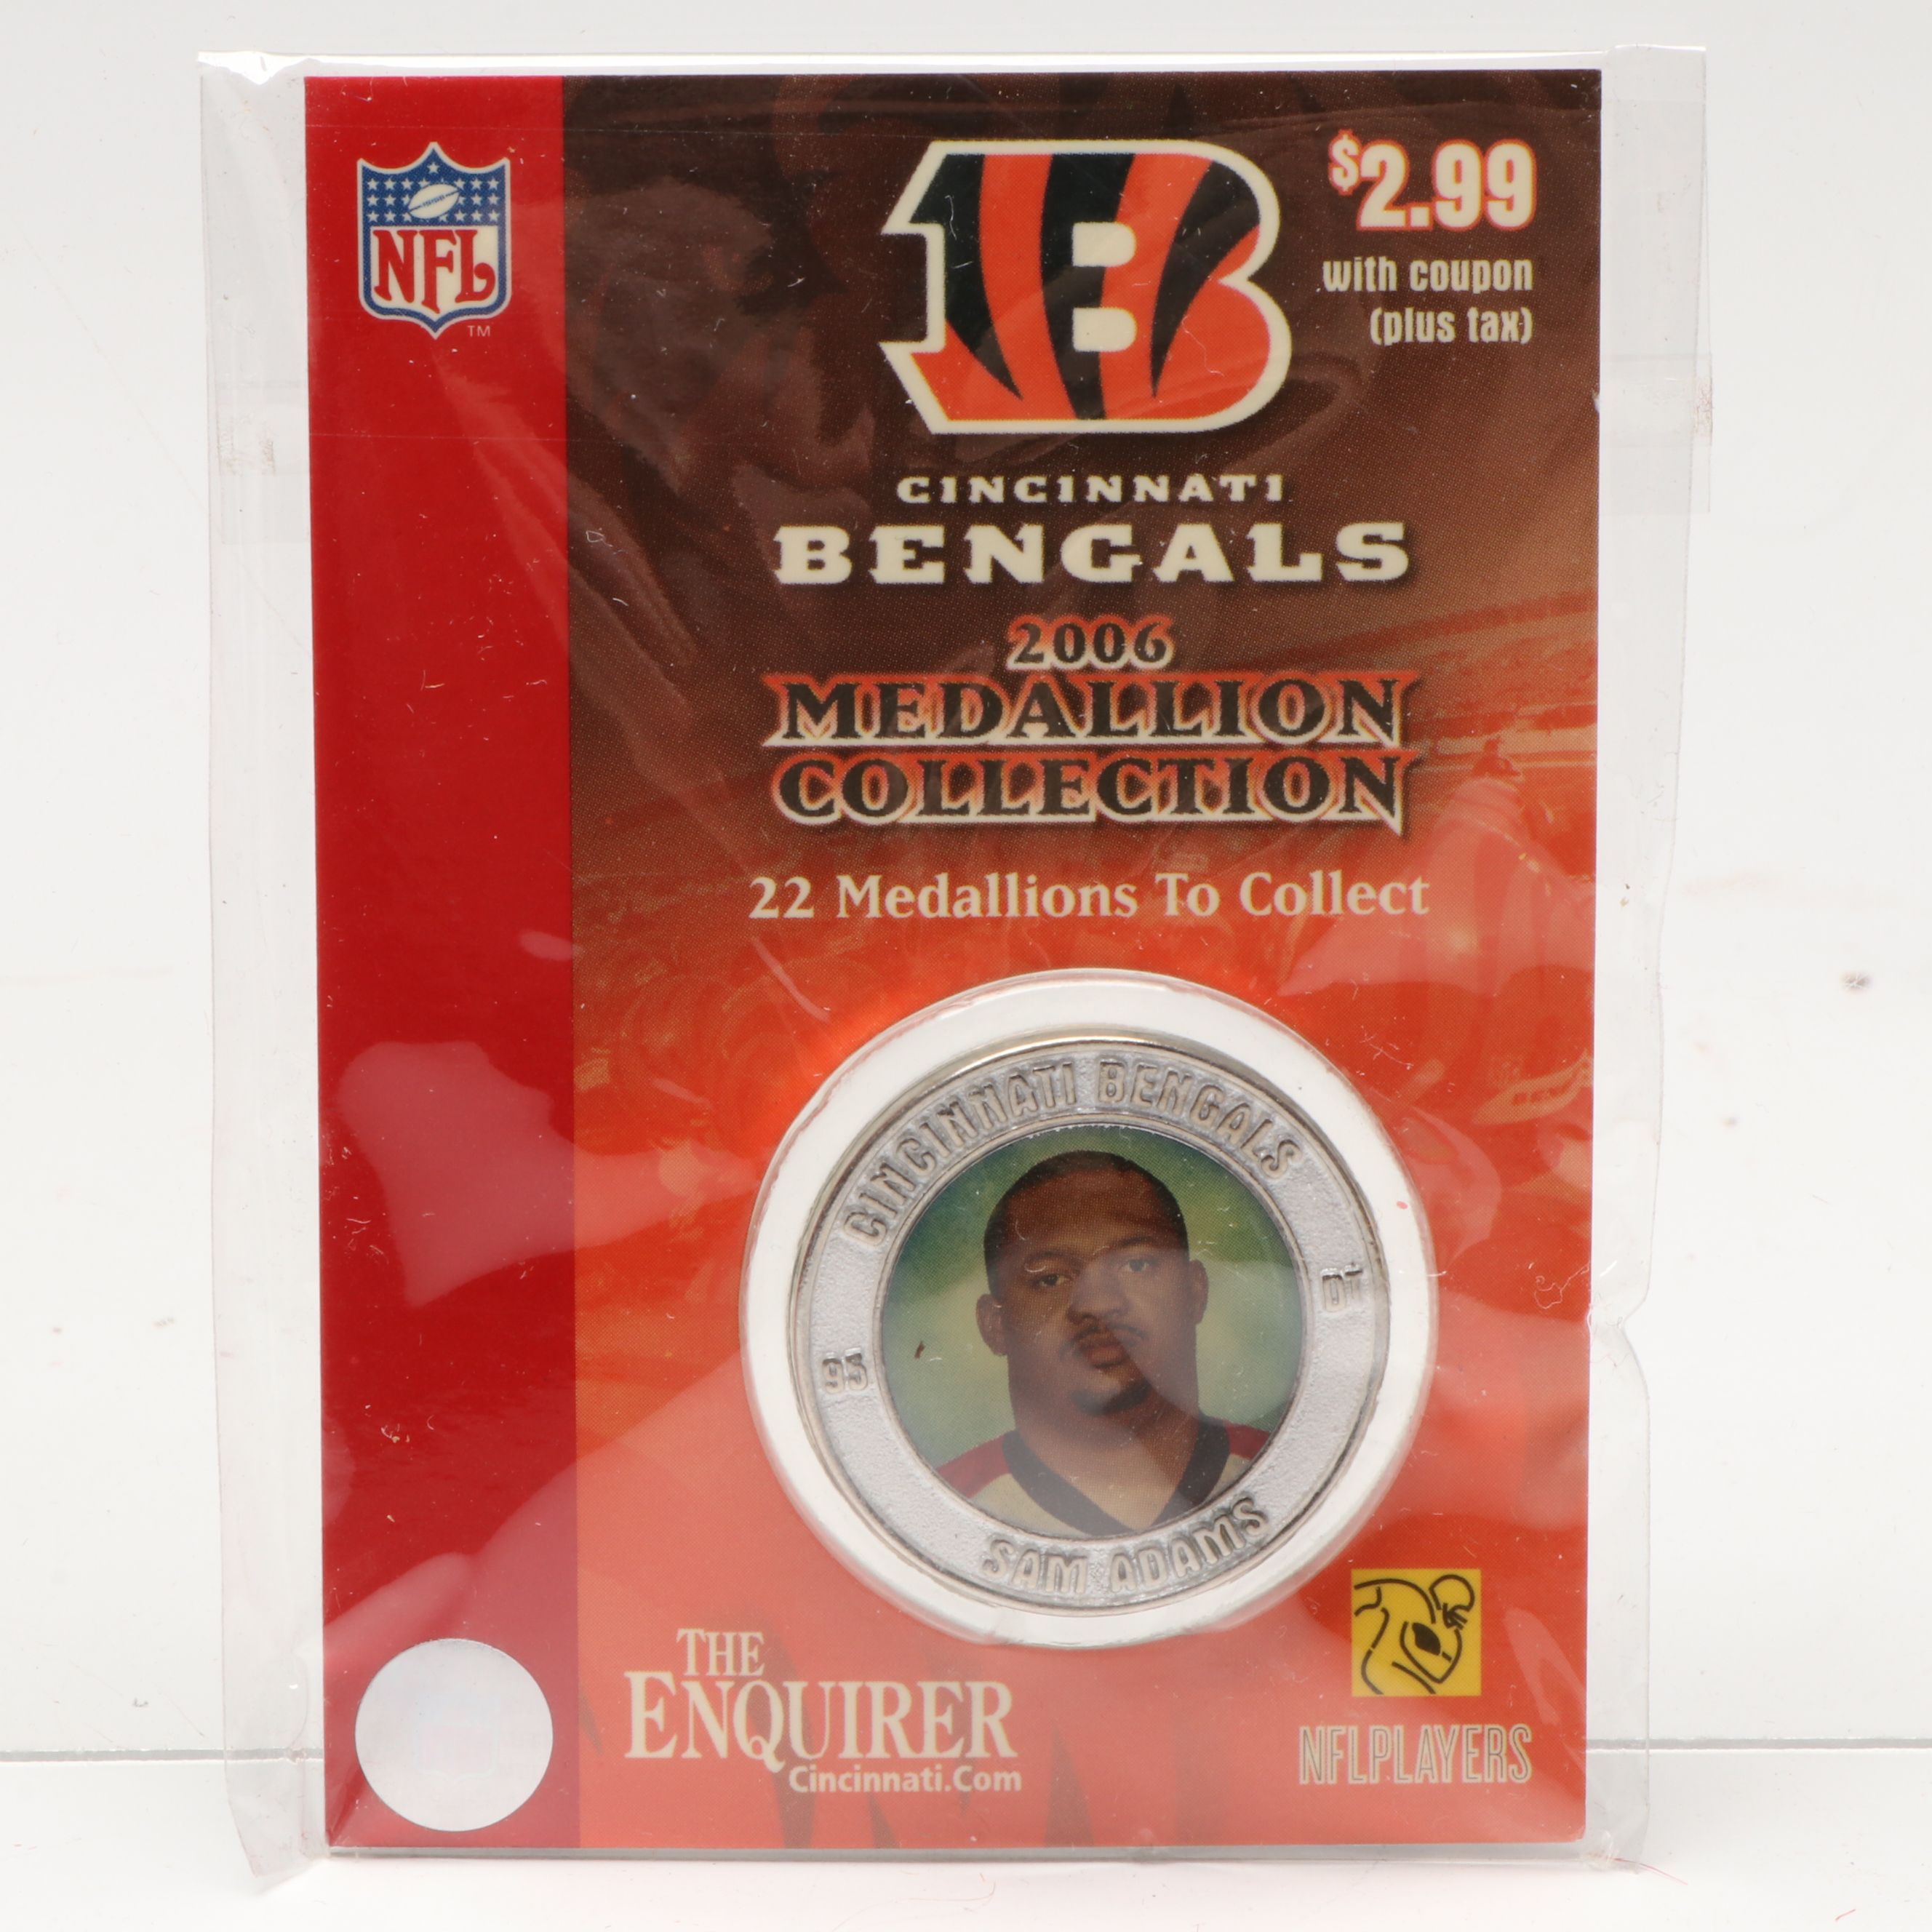 NFL
TM
B
$2.99
with coupon
(plus tax)
CINCINNATI
BENGALS
2006
MEDALLION
COLLECTION
22 Medallions To Collect
CINCINNATI BENGALS
95
DT
SAM ADAMS
THE
ENQUIRER
Cincinnati.Com
NFLPLAYERS